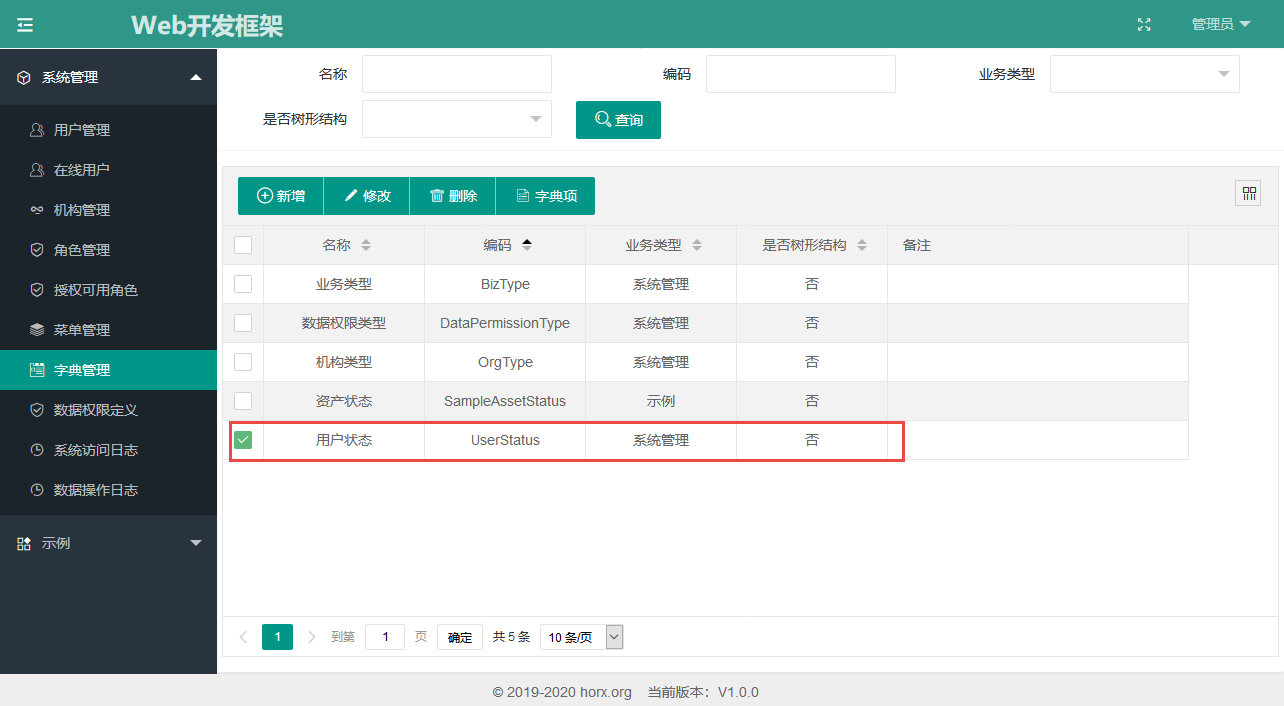 Web开发框架
管理员
系统管理
用户管理
在线用户
机构管理
角色管理
授权可用角色
菜单管理
字典管理
数据权限定义
系统访问日志
数据操作日志
示例
名称 编码 业务类型
是否树形结构 查询
新增 修改 删除 字典项
名称 编码 业务类型 是否树形结构 备注
业务类型 BizType 系统管理 否
数据权限类型 DataPermissionType 系统管理 否
机构类型 OrgType 系统管理 否
资产状态 SampleAssetStatus 示例 否
用户状态 UserStatus 系统管理 否
1 到第 1 页 确定 共 5 条 10 条/页
© 2019-2020 horx.org 当前版本：V1.0.0